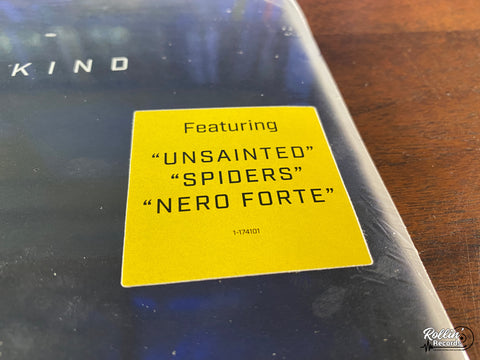 KIND
Featuring
“UNSAINTED”
“SPIDERS”
“NERO FORTE”
1-174101
Rollin'
Records